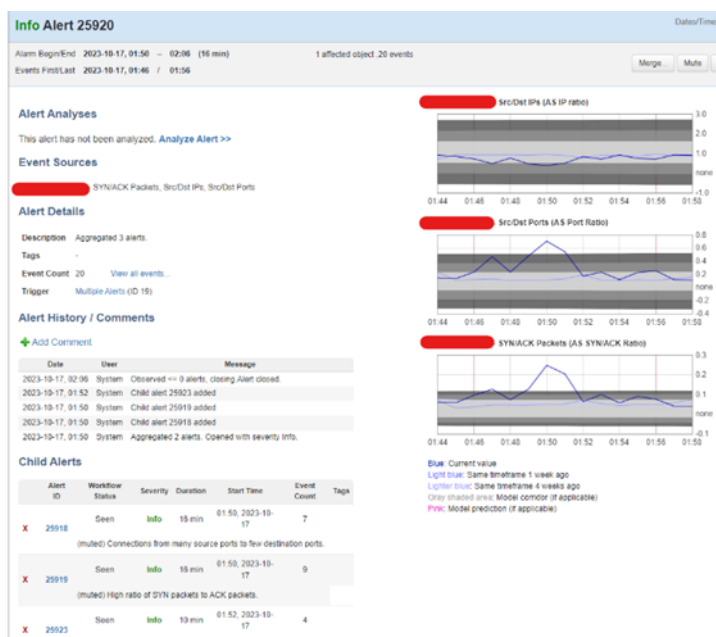 Info Alert 25920
Dates/Time
Alarm Begin/End 2023-10-17, 01:50 – 02:06 (16 min)
1 affected object ,20 events
Events First/Last 2023-10-17, 01:46 / 01:56
Merge... Mute
Alert Analyses
This alert has not been analyzed. Analyze Alert >>
Event Sources
SYN/ACK Packets, Src/Dst IPs, Src/Dst Ports
Alert Details
Description Aggregated 3 alerts.
Tags -
Event Count 20 View all events...
Trigger Multiple Alerts (ID 19)
Alert History / Comments
Add Comment
Date User Message
2023-10-17, 02:06 System Observed <= 0 alerts, closing.Alert closed.
2023-10-17, 01:52 System Child alert 25923 added
2023-10-17, 01:50 System Child alert 25919 added
2023-10-17, 01:50 System Child alert 25918 added
2023-10-17, 01:50 System Aggregated 2 alerts. Opened with severity Info.
Child Alerts
Alert ID Workflow Status Severity Duration Start Time Event Count Tags
X 25918 Seen Info 16 min 01:50, 2023-10-17 7
(muted) Connections from many source ports to few destination ports.
X 25919 Seen Info 16 min 01:50, 2023-10-17 9
(muted) High ratio of SYN packets to ACK packets.
X 25923 Seen Info 10 min 01:52, 2023-10-17 4
Src/Dst IPs (AS IP ratio)
3.0
2.0
1.0
none
-1.0
01:44 01:46 01:48 01:50 01:52 01:54 01:56 01:58
Src/Dst Ports (AS Port Ratio)
0.8
0.6
0.4
0.2
none
-0.2
-0.4
01:44 01:46 01:48 01:50 01:52 01:54 01:56 01:58
SYN/ACK Packets (AS SYN/ACK Ratio)
0.3
0.2
0.1
none
-0.1
01:44 01:46 01:48 01:50 01:52 01:54 01:56 01:58
Blue: Current value
Light blue: Same timeframe 1 week ago
Lighter blue: Same timeframe 4 weeks ago
Gray shaded area: Model corridor (if applicable)
Pink: Model prediction (if applicable)